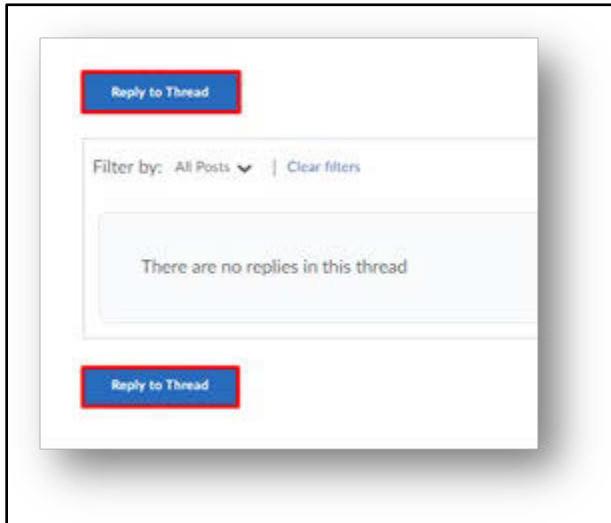 Reply to Thread
Filter by: All Posts | Clear filters
There are no replies in this thread
Reply to Thread